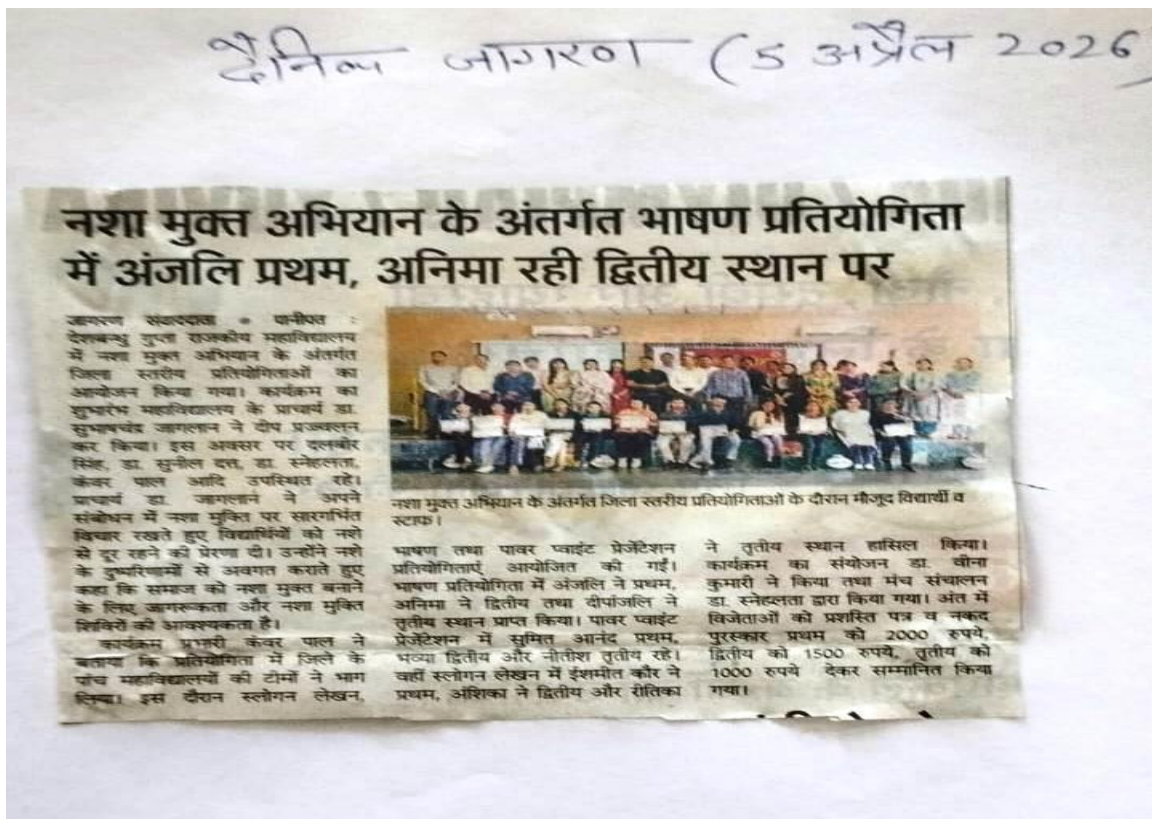 दैनिक जागरण (5 अप्रैल 2026)
नशा मुक्त अभियान के अंतर्गत भाषण प्रतियोगिता
में अंजलि प्रथम, अनिमा रही द्वितीय स्थान पर
जागरण संवाददाता • पानीपत :
देशबन्धु गुप्ता राजकीय महाविद्यालय
में नशा मुक्त अभियान के अंतर्गत
जिला स्तरीय प्रतियोगिताओं का
आयोजन किया गया। कार्यक्रम का
शुभारंभ महाविद्यालय के प्राचार्य डा.
सुभाषचंद्र जागलान ने दीप प्रज्ज्वलन
कर किया। इस अवसर पर दलबीर
सिंह, डा. सुनील दत्त, डा. स्नेहलता,
कंवर पाल आदि उपस्थित रहे।
प्राचार्य डा. जागलान ने अपने
संबोधन में नशा मुक्ति पर सारगर्भित
विचार रखते हुए विद्यार्थियों को नशे
से दूर रहने की प्रेरणा दी। उन्होंने नशे
के दुष्परिणामों से अवगत कराते हुए
कहा कि समाज को नशा मुक्त बनाने
के लिए जागरूकता और नशा मुक्ति
शिविरों की आवश्यकता है।
कार्यक्रम प्रभारी कंवर पाल ने
बताया कि प्रतियोगिता में जिले के
पांच महाविद्यालयों की टीमों ने भाग
लिया। इस दौरान स्लोगन लेखन,
नशा मुक्त अभियान के अंतर्गत जिला स्तरीय प्रतियोगिताओं के दौरान मौजूद विद्यार्थी व
स्टाफ।
भाषण तथा पावर प्वाइंट प्रेजेंटेशन
प्रतियोगिताएं आयोजित की गईं।
भाषण प्रतियोगिता में अंजलि ने प्रथम,
अनिमा ने द्वितीय तथा दीपांजलि ने
तृतीय स्थान प्राप्त किया। पावर प्वाइंट
प्रेजेंटेशन में सुमित आनंद प्रथम,
भव्या द्वितीय और नीतीश तृतीय रहे।
वहीं स्लोगन लेखन में ईशमीत कौर ने
प्रथम, अंशिका ने द्वितीय और रीतिका
ने तृतीय स्थान हासिल किया।
कार्यक्रम का संयोजन डा. वीना
कुमारी ने किया तथा मंच संचालन
डा. स्नेहलता द्वारा किया गया। अंत में
विजेताओं को प्रशस्ति पत्र व नकद
पुरस्कार प्रथम को 2000 रुपये,
द्वितीय को 1500 रुपये, तृतीय को
1000 रुपये देकर सम्मानित किया
गया।